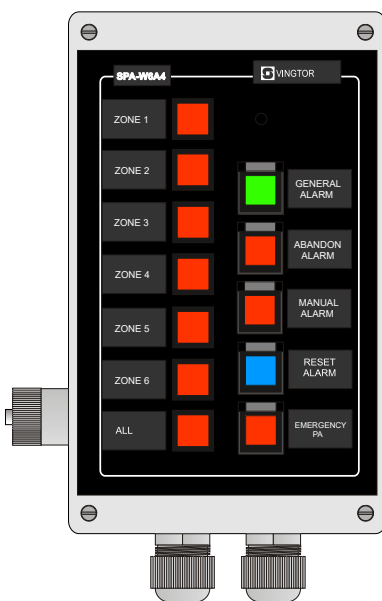 SPA-W6A4
VINGTOR
ZONE 1
ZONE 2
ZONE 3
ZONE 4
ZONE 5
ZONE 6
ALL
GENERAL
ALARM
ABANDON
ALARM
MANUAL
ALARM
RESET
ALARM
EMERGENCY
PA